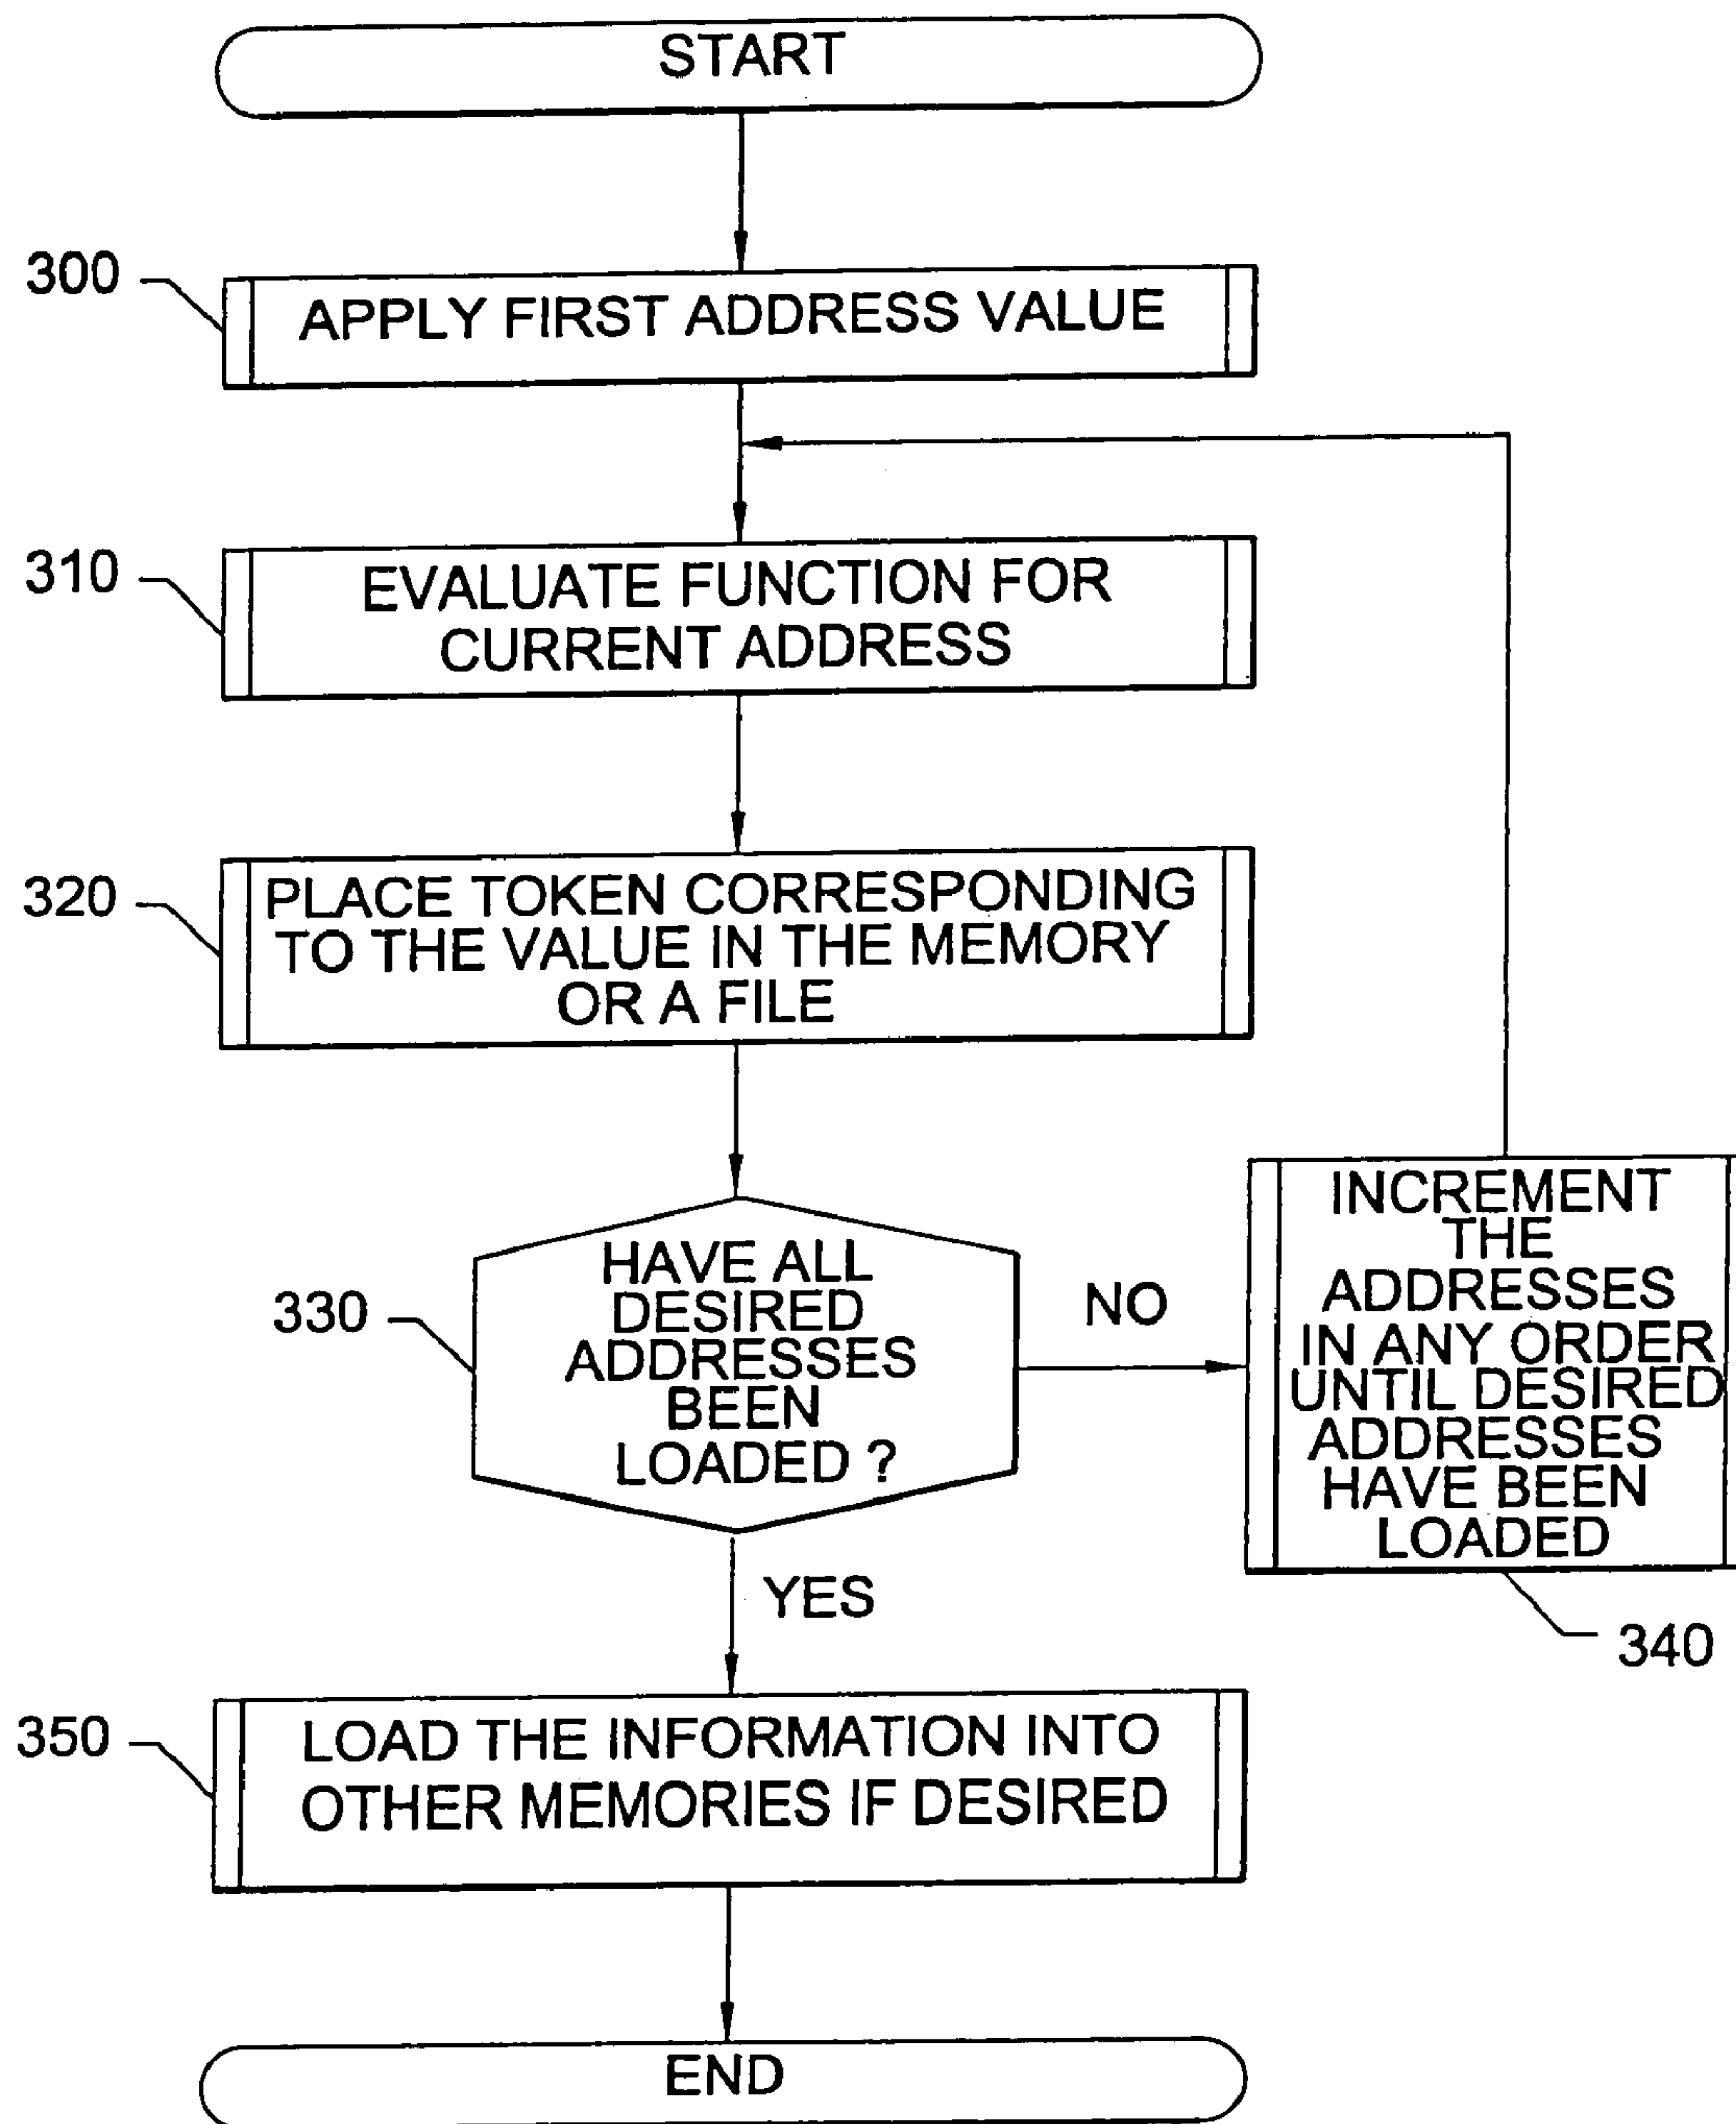 START
300
APPLY FIRST ADDRESS VALUE
310
EVALUATE FUNCTION FOR
CURRENT ADDRESS
320
PLACE TOKEN CORRESPONDING
TO THE VALUE IN THE MEMORY
OR A FILE
330
HAVE ALL
DESIRED
ADDRESSES
BEEN
LOADED ?
NO
INCREMENT
THE
ADDRESSES
IN ANY ORDER
UNTIL DESIRED
ADDRESSES
HAVE BEEN
LOADED
340
YES
350
LOAD THE INFORMATION INTO
OTHER MEMORIES IF DESIRED
END